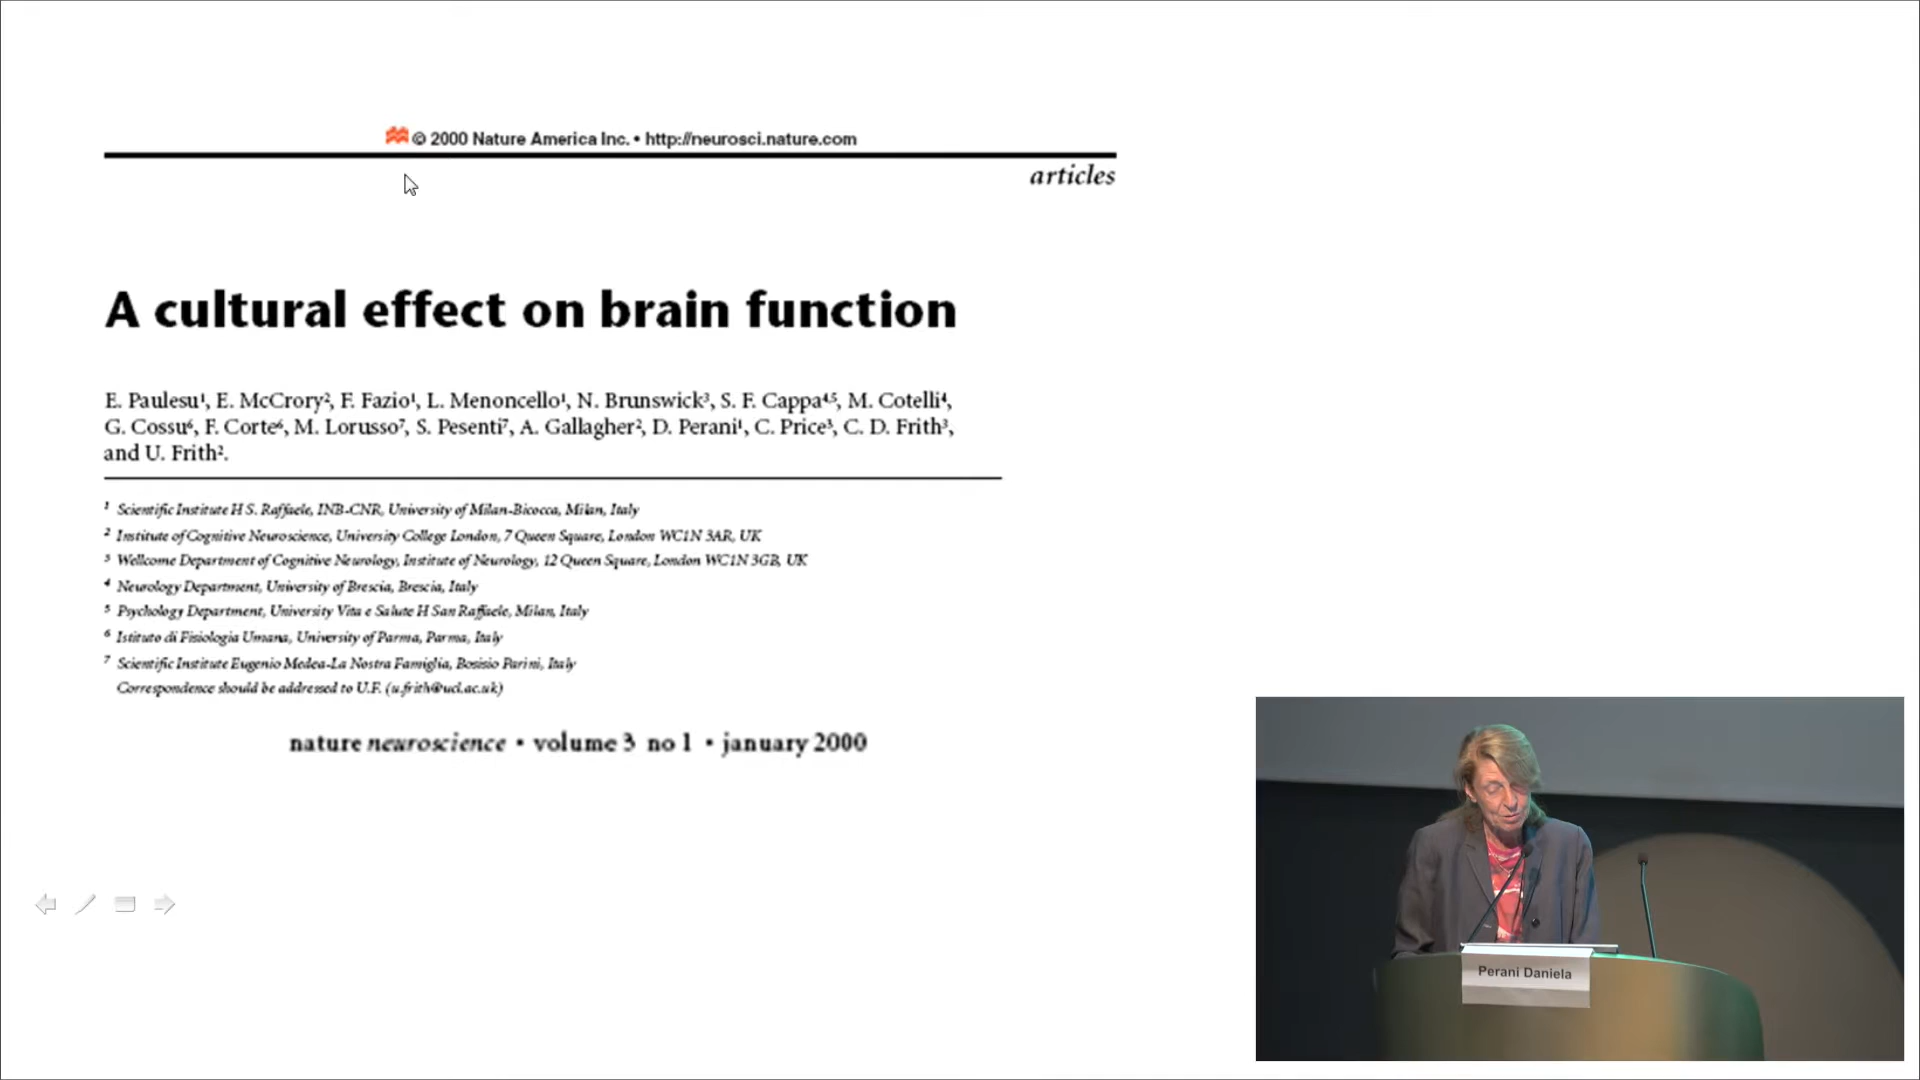 © 2000 Nature America Inc. • http://neurosci.nature.com
articles
A cultural effect on brain function
E. Paulesu¹, E. McCrory², F. Fazio¹, L. Menoncello¹, N. Brunswick³, S. F. Cappa⁴,⁵, M. Cotelli⁴,
G. Cossu⁶, F. Corte⁶, M. Lorusso⁷, S. Pesenti⁷, A. Gallagher², D. Perani¹, C. Price³, C. D. Frith³,
and U. Frith².
¹ Scientific Institute H S. Raffaele, INB-CNR, University of Milan-Bicocca, Milan, Italy
² Institute of Cognitive Neuroscience, University College London, 7 Queen Square, London WC1N 3AR, UK
³ Wellcome Department of Cognitive Neurology, Institute of Neurology, 12 Queen Square, London WC1N 3GB, UK
⁴ Neurology Department, University of Brescia, Brescia, Italy
⁵ Psychology Department, University Vita e Salute H San Raffaele, Milan, Italy
⁶ Istituto di Fisiologia Umana, University of Parma, Parma, Italy
⁷ Scientific Institute Eugenio Medea-La Nostra Famiglia, Bosisio Parini, Italy
Correspondence should be addressed to U.F. (u.frith@ucl.ac.uk)
nature neuroscience • volume 3 no 1 • january 2000
Perani Daniela